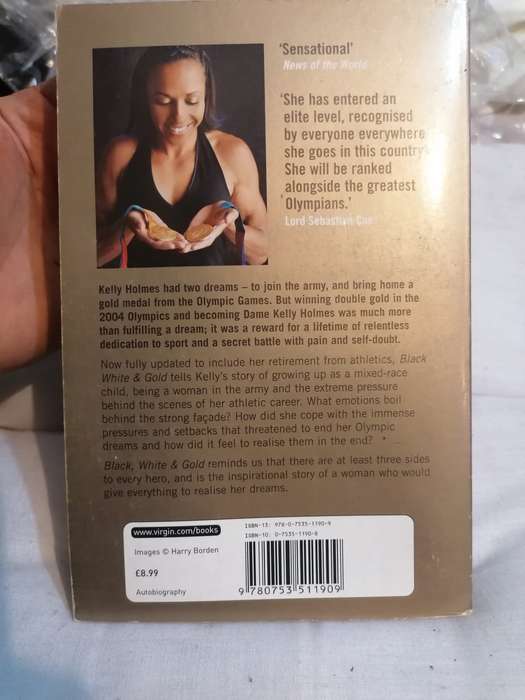 'Sensational'
News of the World
'She has entered an
elite level, recognised
by everyone everywhere
she goes in this country
She will be ranked
alongside the greatest
Olympians.'
Lord Sebastian Coe
Kelly Holmes had two dreams – to join the army, and bring home a
gold medal from the Olympic Games. But winning double gold in the
2004 Olympics and becoming Dame Kelly Holmes was much more
than fulfilling a dream; it was a reward for a lifetime of relentless
dedication to sport and a secret battle with pain and self-doubt.
Now fully updated to include her retirement from athletics, Black
White & Gold tells Kelly's story of growing up as a mixed-race
child, being a woman in the army and the extreme pressure
behind the scenes of her athletic career. What emotions boil
behind the strong façade? How did she cope with the immense
pressures and setbacks that threatened to end her Olympic
dreams and how did it feel to realise them in the end?
Black, White & Gold reminds us that there are at least three sides
to every hero, and is the inspirational story of a woman who would
give everything to realise her dreams.
www.virgin.com/books
Images © Harry Borden
£8.99
Autobiography
ISBN-13: 978-0-7535-1190-9
ISBN-10: 0-7535-1190-8
9 780753 511909